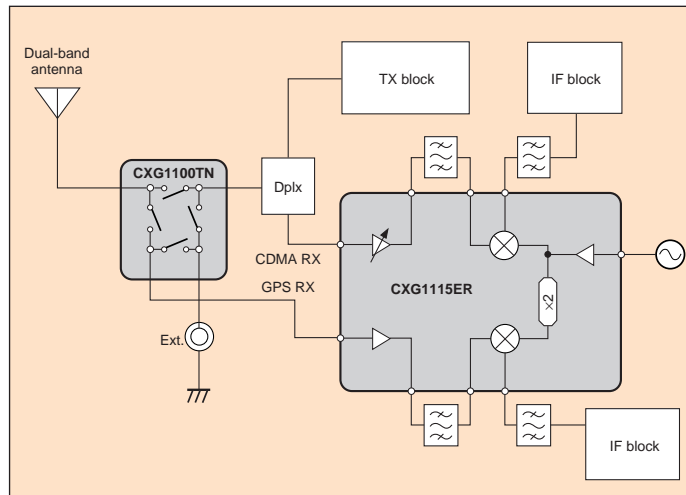 Dual-band
antenna
TX block
IF block
CXG1100TN
Dplx
CDMA RX
GPS RX
CXG1115ER
×2
Ext.
IF block